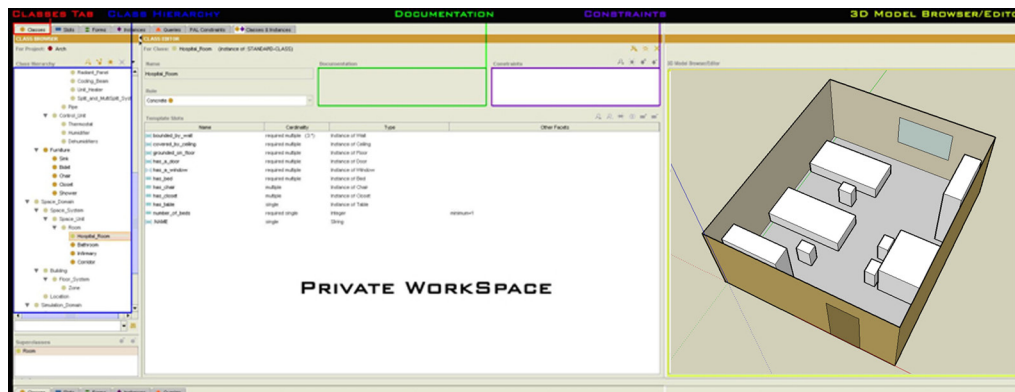 CLASSES TAB CLASS HIERARCHY DOCUMENTATION CONSTRAINTS 3D MODEL BROWSER/EDITO
Classes Slots Forms Instances Queries PAL Constraints Classes & Instances
CLASS BROWSER CLASS EDITOR
For Project: Arch For Class: Hospital_Room (instance of :STANDARD-CLASS)
Class Hierarchy Name Documentation Constraints 3D Model Browser/Editor
Radiant_Panel Hospital_Room
Cooling_Beam
Unit_Heater Role
Split_and_MultiSplit_Syst
Pipe Concrete
Control_Unit
Thermostat Template Slots
Humidifier Name Cardinality Type Other Facets
Dehumidifiers bounded_by_wall required multiple Instance of Wall
Furniture covered_by_ceiling required multiple Instance of Ceiling
Sink grounded_on_floor required multiple Instance of Floor
has_a_door required multiple Instance of Door
Chair has_a_window required multiple Instance of Window
Closet has_bed required multiple Instance of Bed
Shower has_chair multiple Instance of Chair
Space_Domain has_closet multiple Instance of Closet
Space_System has_table single Instance of Table
Space_Unit number_of_beds required single Integer minimum=1
Room :NAME single String
Hospital_Room
Bathroom
Infirmary
Corridor
Building
Floor_System
Zone PRIVATE WORKSPACE
Location
Simulation_Domain
Superclasses
Room